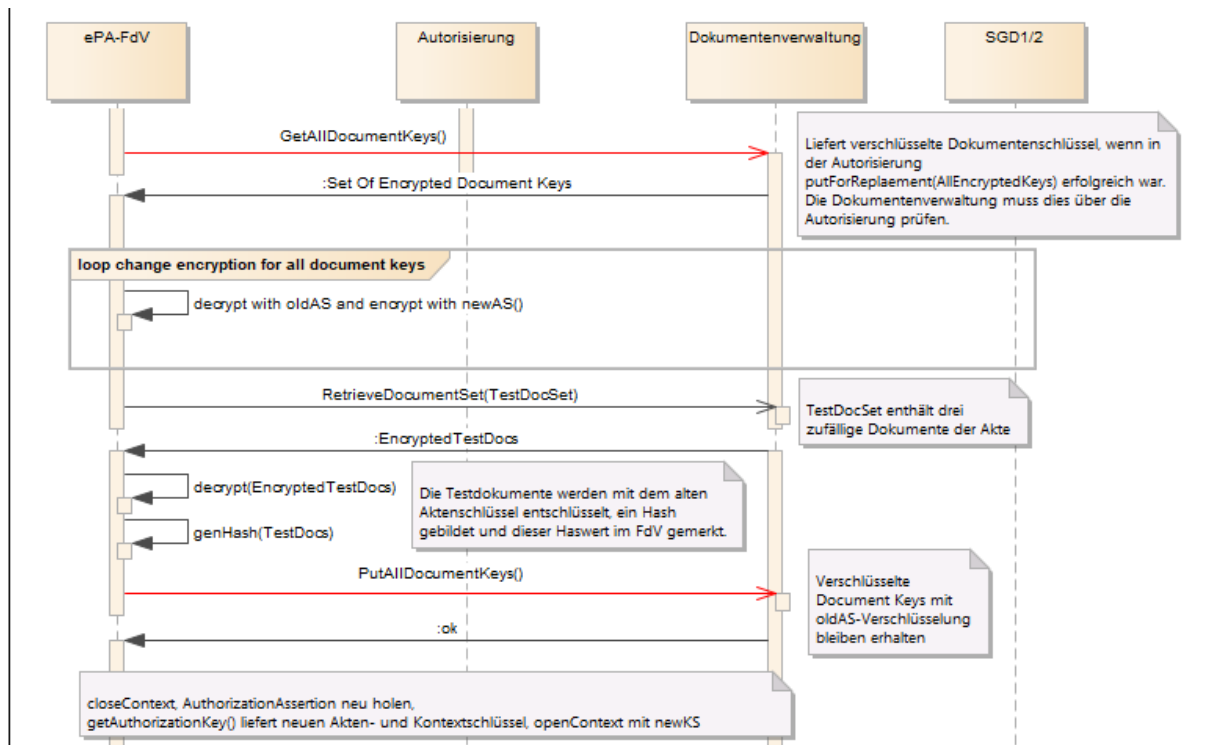 ePA-FdV
Autorisierung
Dokumentenverwaltung
SGD1/2
GetAllDocumentKeys()
Liefert verschlüsselte Dokumentenschlüssel, wenn in
der Autorisierung
putForReplaement(AllEncryptedKeys) erfolgreich war.
Die Dokumentenverwaltung muss dies über die
Autorisierung prüfen.
:Set Of Encrypted Document Keys
loop change encryption for all document keys
decrypt with oldAS and encrypt with newAS()
RetrieveDocumentSet(TestDocSet)
TestDocSet enthält drei
zufällige Dokumente der Akte
:EncryptedTestDocs
decrypt(EncryptedTestDocs)
Die Testdokumente werden mit dem alten
Aktenschlüssel entschlüsselt, ein Hash
gebildet und dieser Haswert im FdV gemerkt.
genHash(TestDocs)
PutAllDocumentKeys()
Verschlüsselte
Document Keys mit
oldAS-Verschlüsselung
bleiben erhalten
:ok
closeContext, AuthorizationAssertion neu holen,
getAuthorizationKey() liefert neuen Akten- und Kontextschlüssel, openContext mit newKS